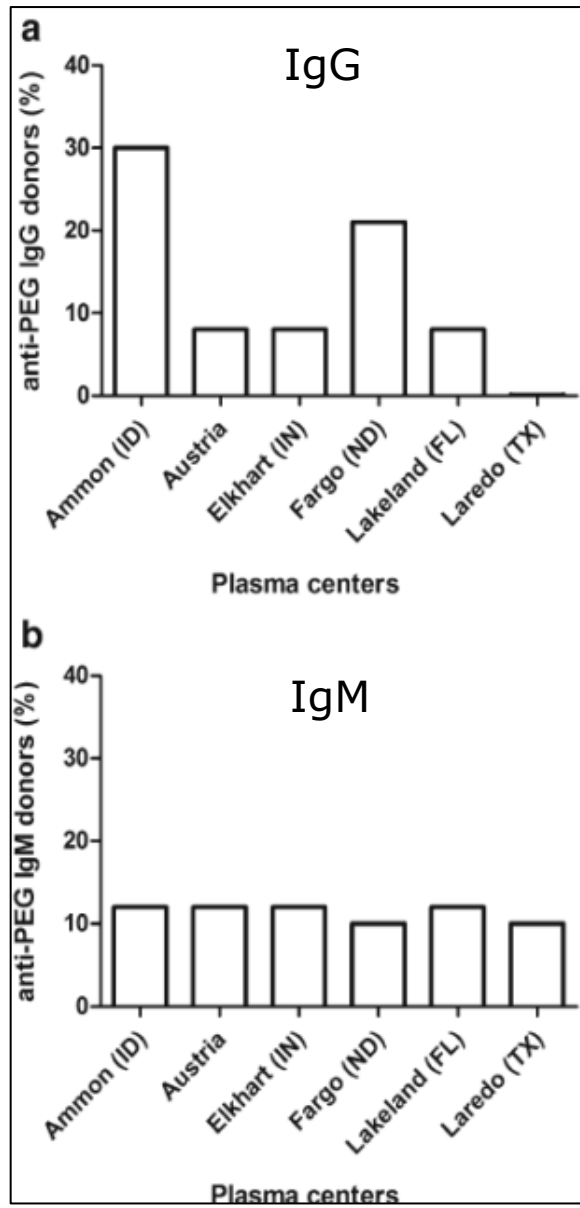 a
IgG
anti-PEG IgG donors (%)
40
30
20
10
0
Ammon (ID)
Austria
Elkhart (IN)
Fargo (ND)
Lakeland (FL)
Laredo (TX)
Plasma centers
b
IgM
anti-PEG IgM donors (%)
40
30
20
10
0
Ammon (ID)
Austria
Elkhart (IN)
Fargo (ND)
Lakeland (FL)
Laredo (TX)
Plasma centers